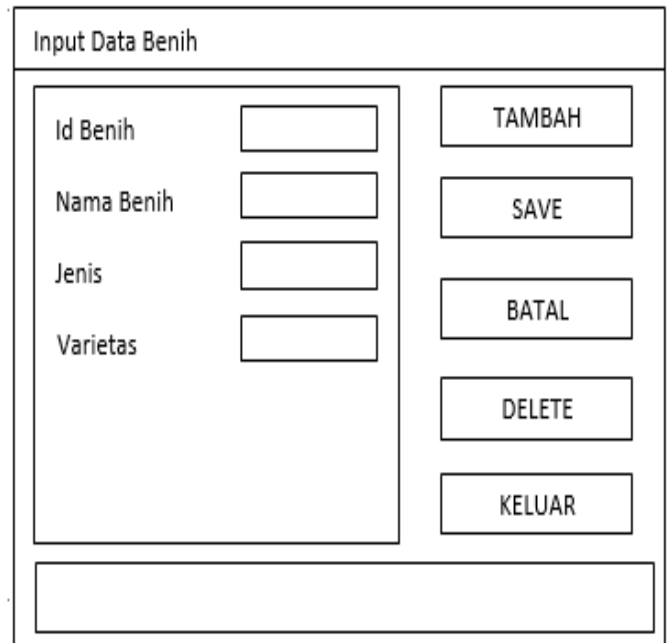 Input Data Benih
Id Benih
Nama Benih
Jenis
Varietas
TAMBAH
SAVE
BATAL
DELETE
KELUAR